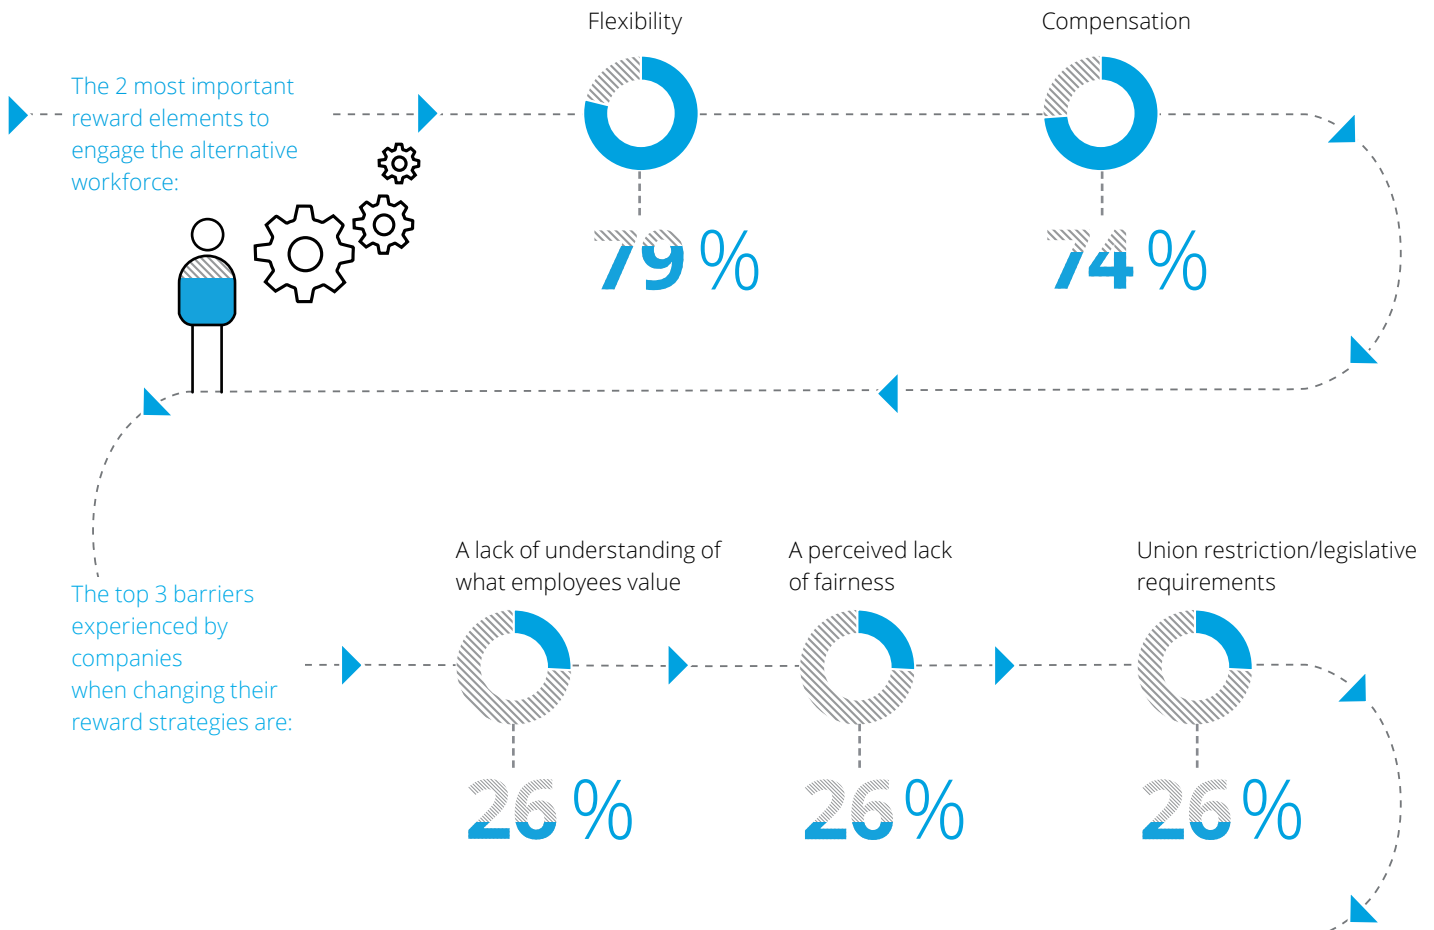 Flexibility
Compensation
The 2 most important
reward elements to
engage the alternative
workforce:
79%
74%
A lack of understanding of
what employees value
A perceived lack
of fairness
Union restriction/legislative
requirements
The top 3 barriers
experienced by
companies
when changing their
reward strategies are:
26%
26%
26%